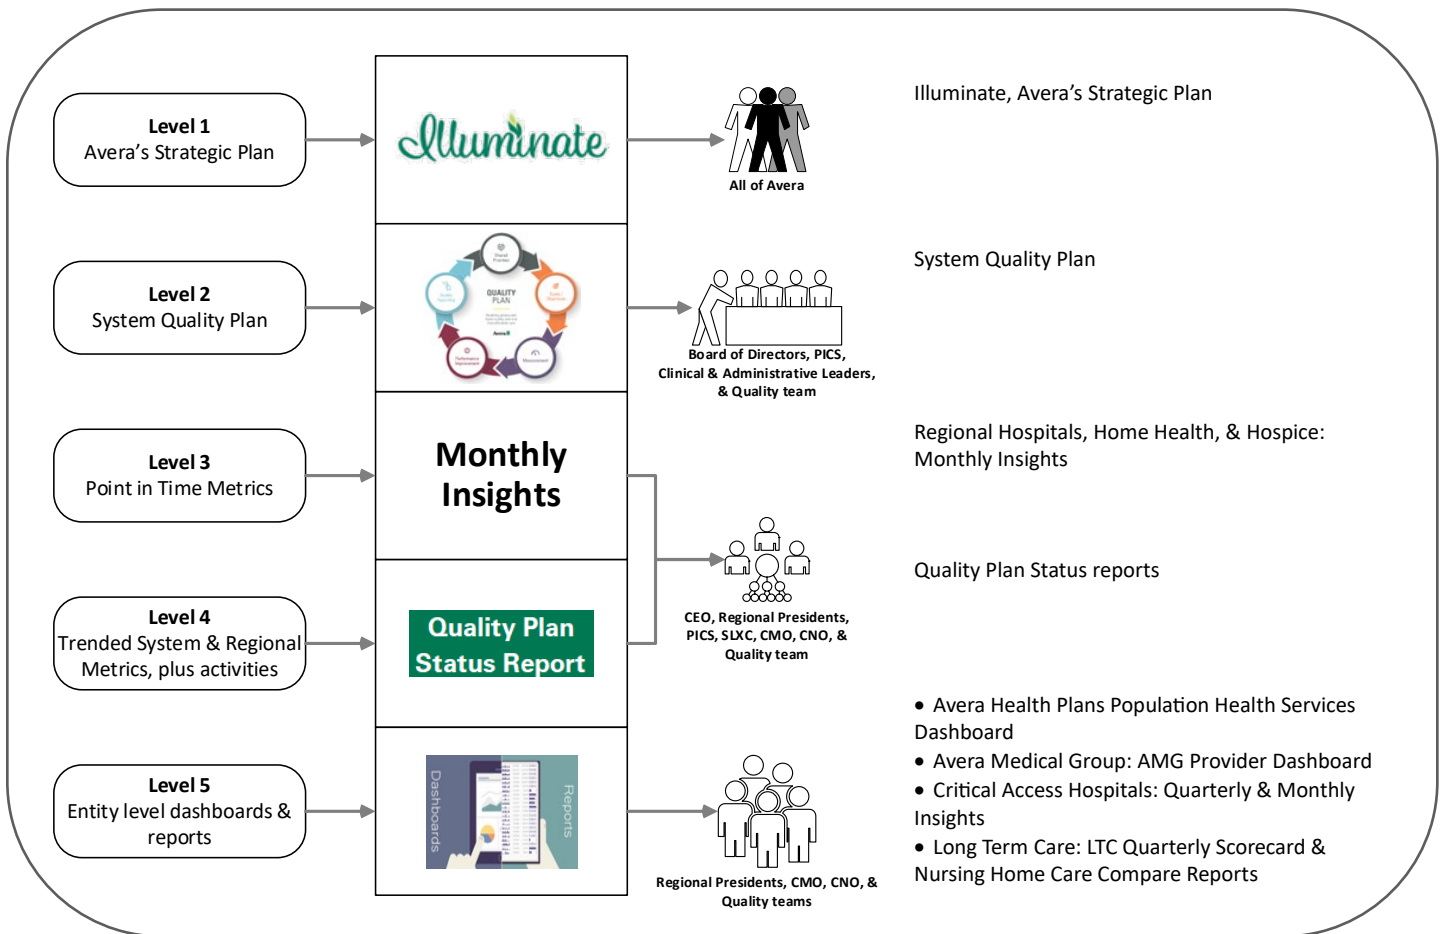 Level 1
Avera's Strategic Plan
Illuminate
All of Avera
Illuminate, Avera's Strategic Plan
Level 2
System Quality Plan
QUALITY
PLAN
Avera
Measurement
Board of Directors, PICS,
Clinical & Administrative Leaders,
& Quality team
System Quality Plan
Level 3
Point in Time Metrics
Monthly
Insights
Regional Hospitals, Home Health, & Hospice:
Monthly Insights
Level 4
Trended System & Regional
Metrics, plus activities
Quality Plan
Status Report
CEO, Regional Presidents,
PICS, SLXC, CMO, CNO, &
Quality team
Quality Plan Status reports
Level 5
Entity level dashboards &
reports
Dashboards
Reports
Regional Presidents, CMO, CNO, &
Quality teams
• Avera Health Plans Population Health Services
Dashboard
• Avera Medical Group: AMG Provider Dashboard
• Critical Access Hospitals: Quarterly & Monthly
Insights
• Long Term Care: LTC Quarterly Scorecard &
Nursing Home Care Compare Reports